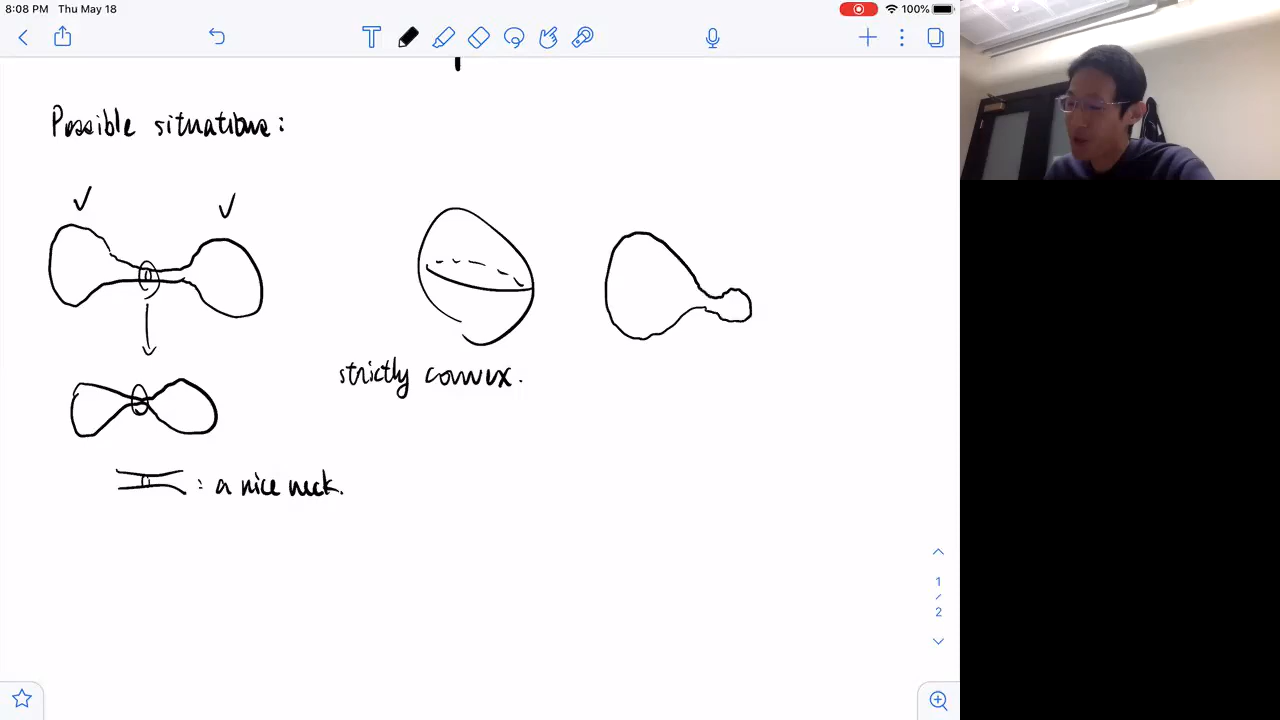 8:08 PM Thu May 18
100%
Possible situations:
strictly convex.
: a nice neck.
1
/
2